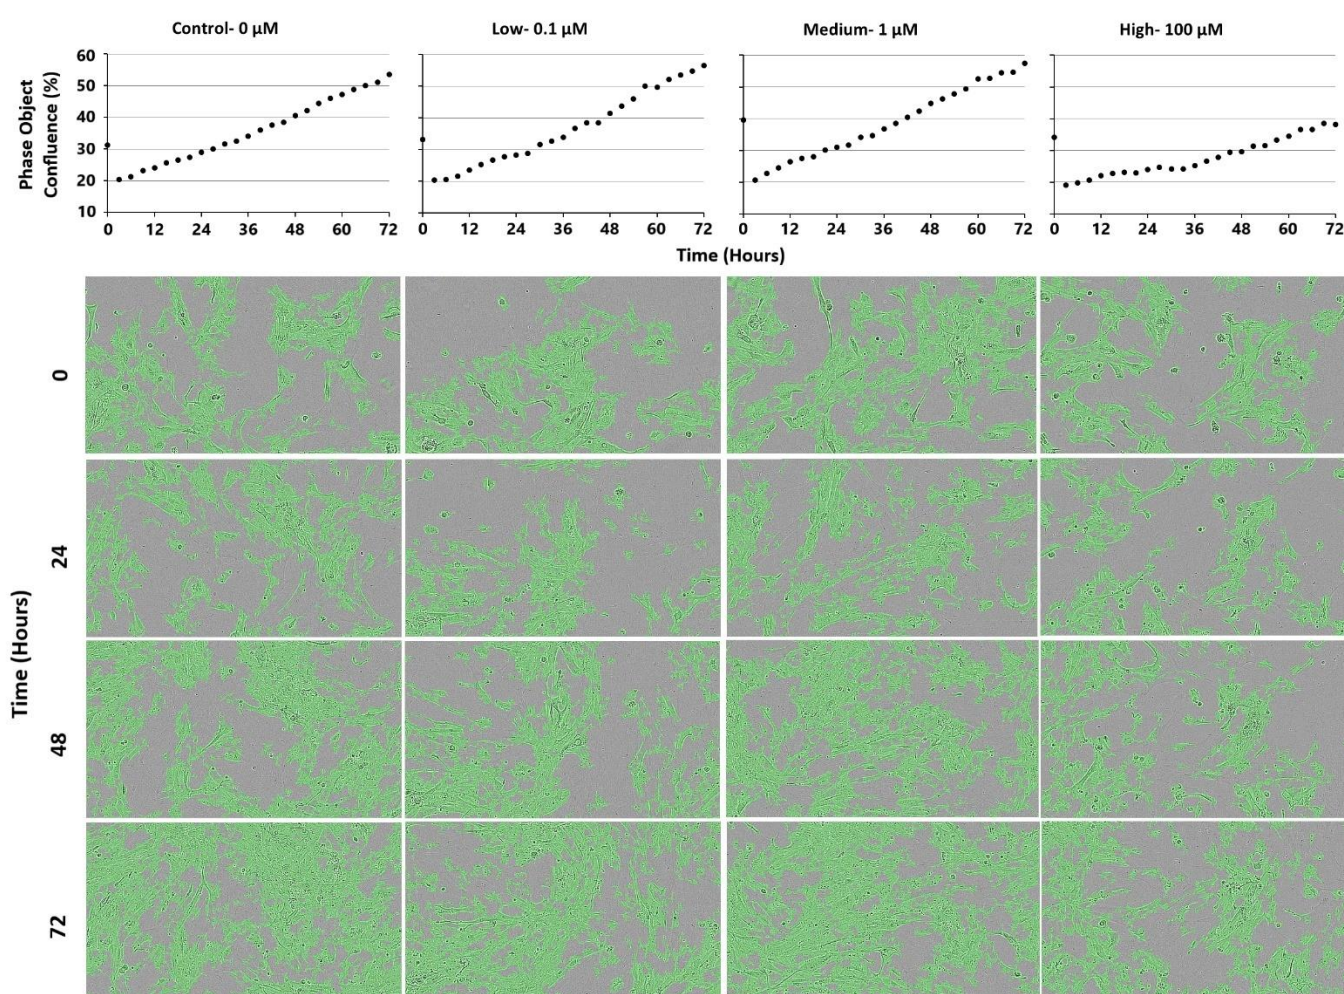 Control- 0 µM
Low- 0.1 µM
Medium- 1 µM
High- 100 µM
Phase Object
Confluence (%)
60
50
40
30
20
10
0 12 24 36 48 60 72
0 12 24 36 48 60 72
0 12 24 36 48 60 72
0 12 24 36 48 60 72
Time (Hours)
Time (Hours)
0
24
48
72